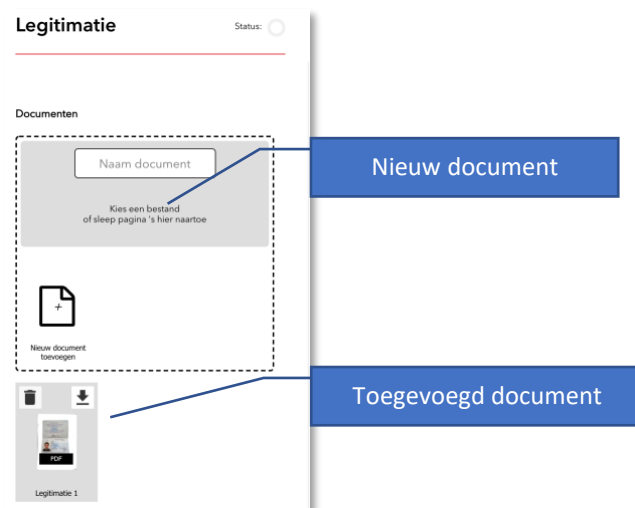 Legitimatie
Status:
Documenten
Naam document
Kies een bestand
of sleep pagina 's hier naartoe
Nieuw document
+
Nieuw document
toevoegen
Toegevoegd document
PDF
Legitimatie 1